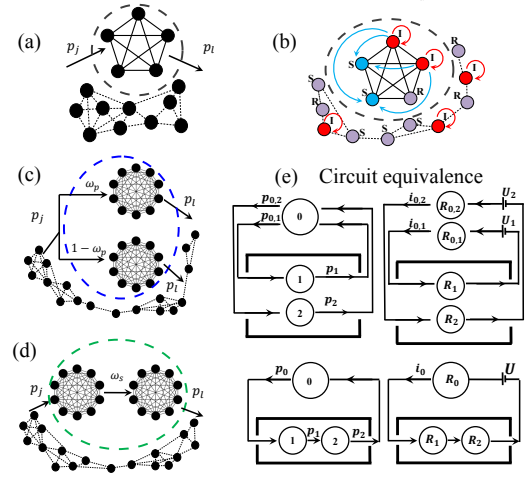 (a)
p_j
p_l
(b)
I
I
S
S
R
R
I
R
S
R
I
S
S
I
(c)
ω_p
p_j
p_l
1 − ω_p
p_l
(d)
p_j
ω_s
p_l
(e) Circuit equivalence
p_{0,2}
p_{0,1}
0
1
p_1
2
p_2
i_{0,2}
R_{0,2}
U_2
i_{0,1}
R_{0,1}
U_1
R_1
R_2
p_0
0
1
p_1
2
p_2
i_0
R_0
U
R_1
R_2